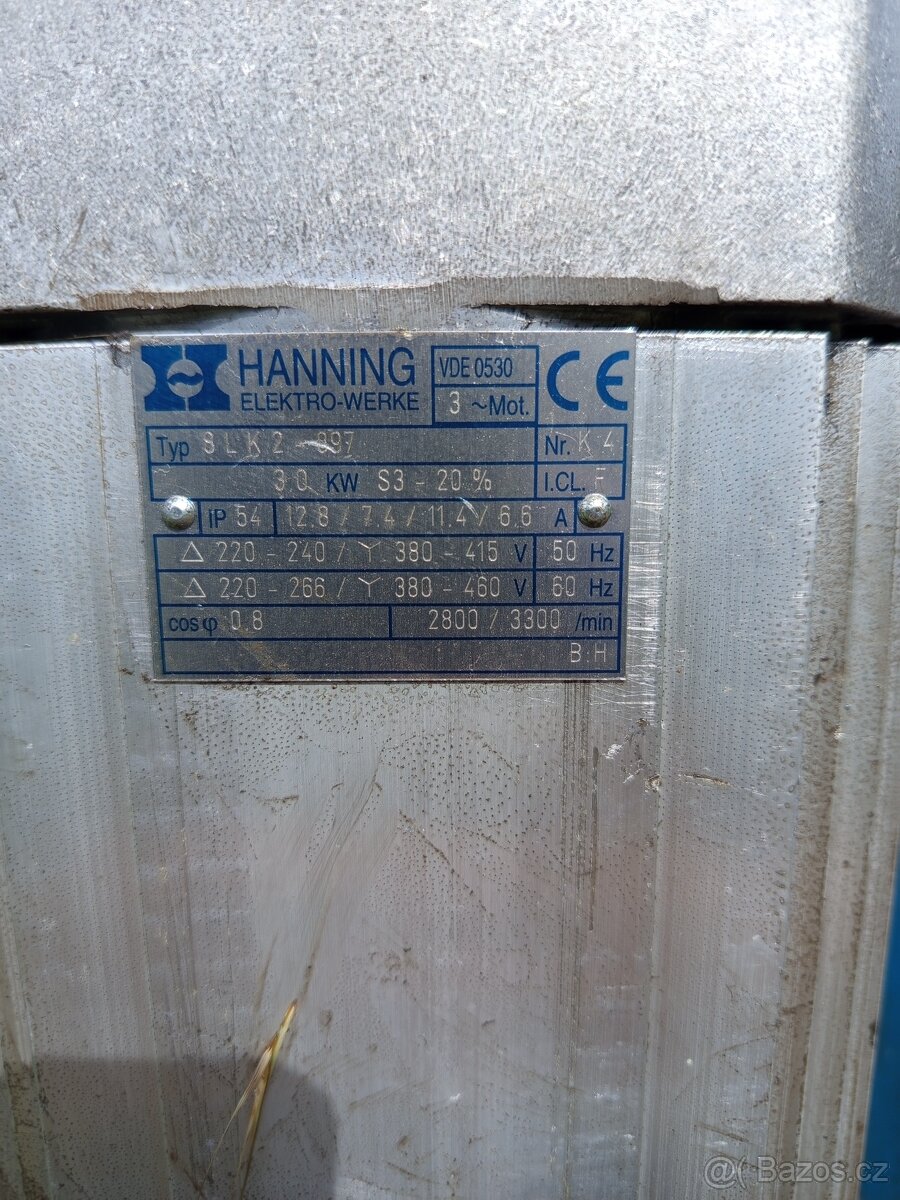 HANNING
ELEKTRO-WERKE
VDE 0530
3 ~Mot.
CE
Typ SLK2-897
Nr. K 4
3.0 KW S3 - 20 %
I.CL. F
IP 54 12.8 / 7.4 / 11.4 / 6.6 A
△ 220 - 240 / Y 380 - 415 V 50 Hz
△ 220 - 266 / Y 380 - 460 V 60 Hz
cos φ 0.8 2800 / 3300 /min
B.H
@( Bazos.cz